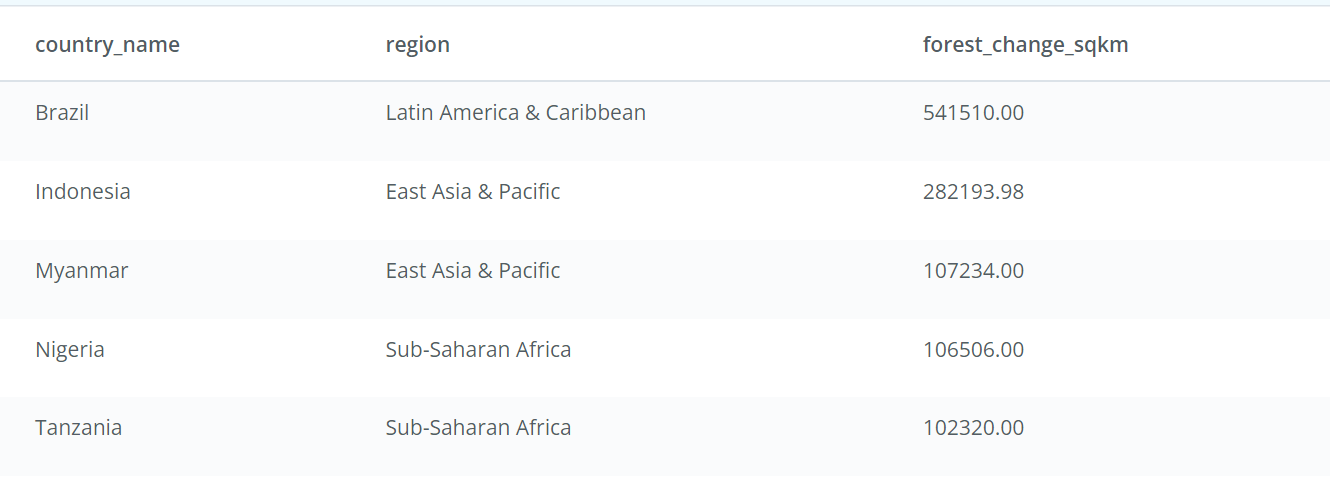 country_name region forest_change_sqkm
Brazil Latin America & Caribbean 541510.00
Indonesia East Asia & Pacific 282193.98
Myanmar East Asia & Pacific 107234.00
Nigeria Sub-Saharan Africa 106506.00
Tanzania Sub-Saharan Africa 102320.00